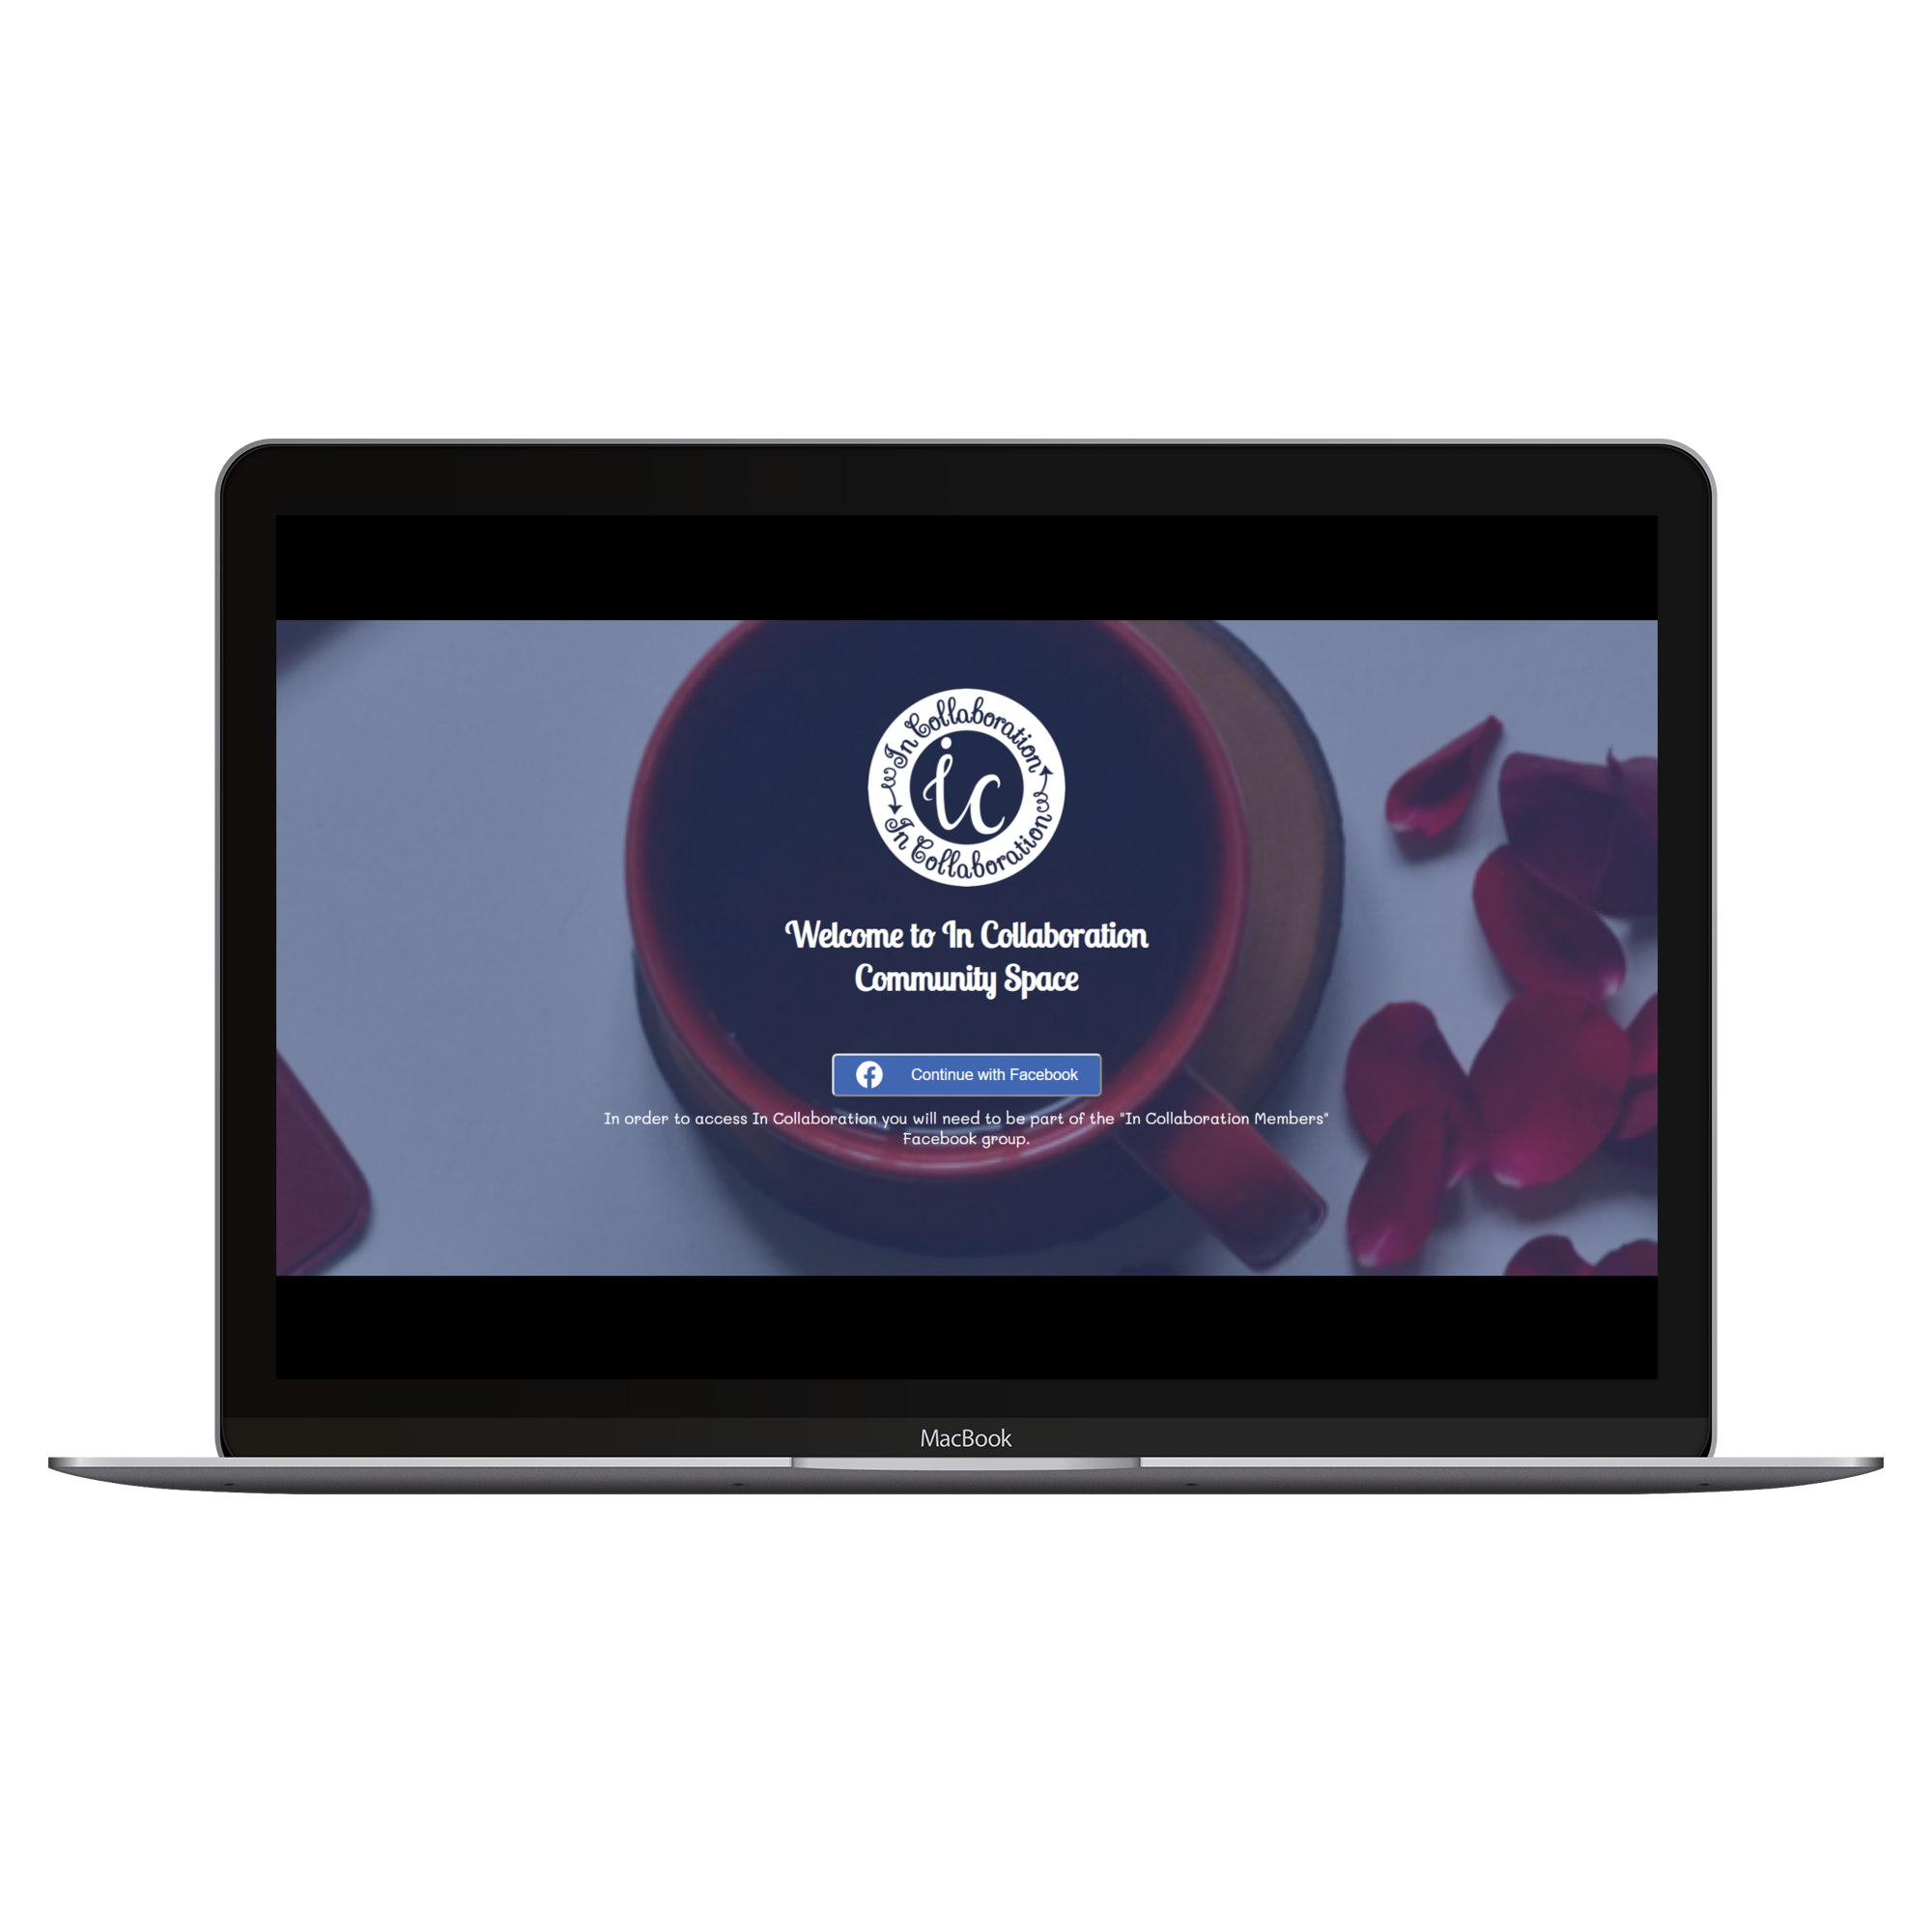 In Collaboration
ic
In Collaboration
Welcome to In Collaboration
Community Space
Continue with Facebook
In order to access In Collaboration you will need to be part of the "In Collaboration Members"
Facebook group.
MacBook